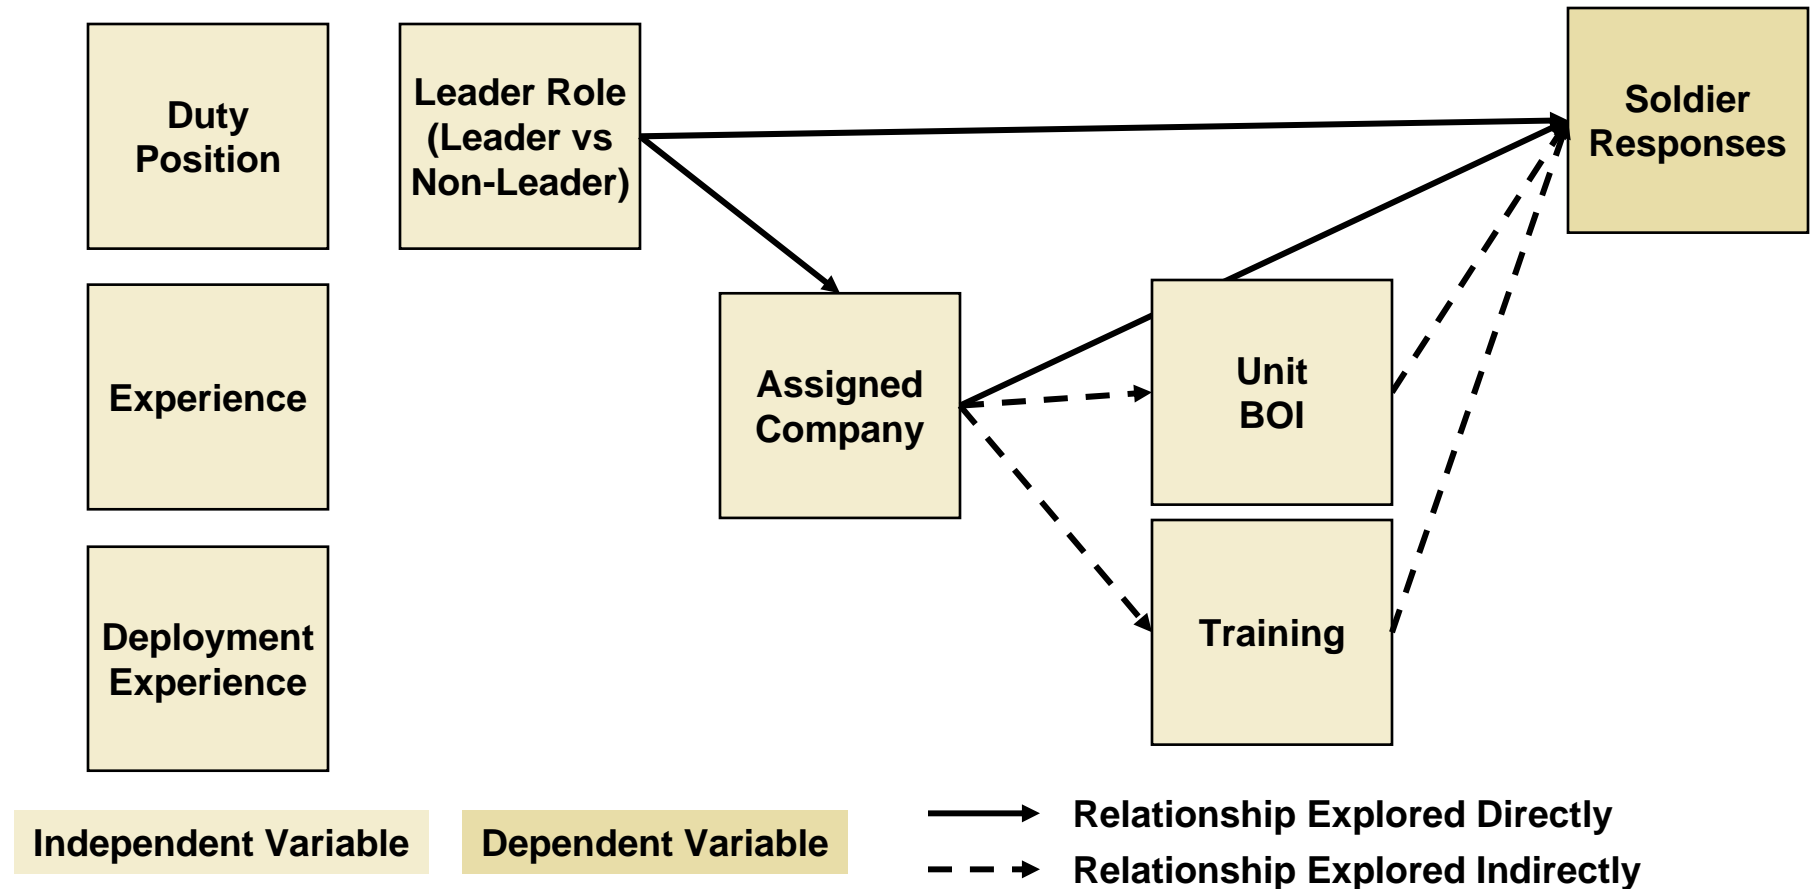 Duty
Position
Leader Role
(Leader vs
Non-Leader)
Soldier
Responses
Experience
Assigned
Company
Unit
BOI
Deployment
Experience
Training
Independent Variable
Dependent Variable
Relationship Explored Directly
Relationship Explored Indirectly